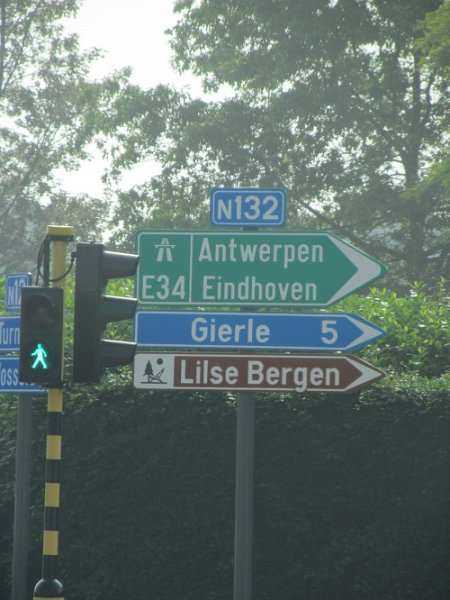 N132
Antwerpen
E34 Eindhoven
Gierle 5
Lilse Bergen